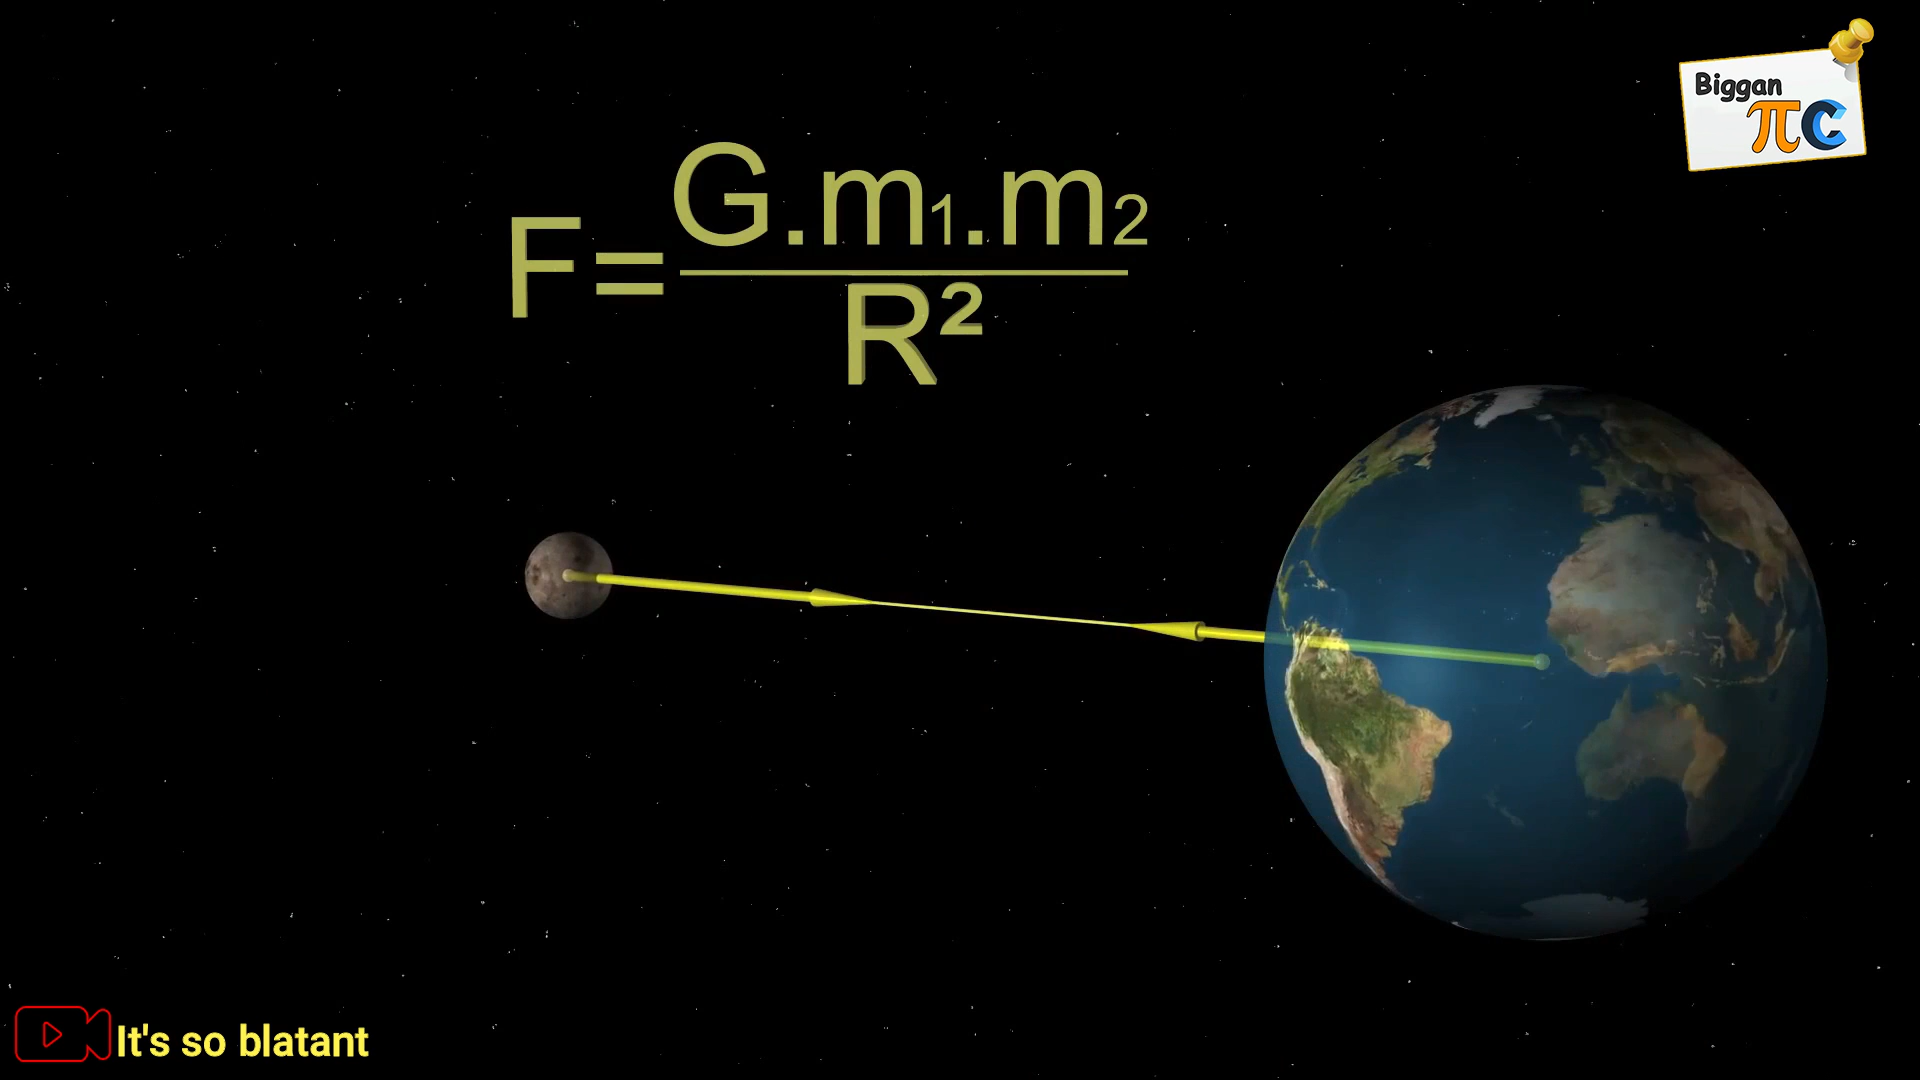 Biggan
πC
F=G.m₁.m₂
R²
It's so blatant